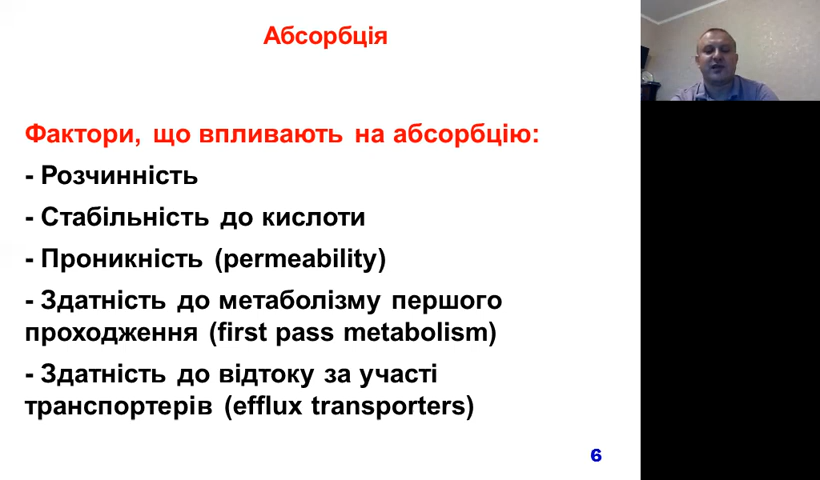 Абсорбція
Фактори, що впливають на абсорбцію:
- Розчинність
- Стабільність до кислоти
- Проникність (permeability)
- Здатність до метаболізму першого
проходження (first pass metabolism)
- Здатність до відтоку за участі
транспортерів (efflux transporters)
6